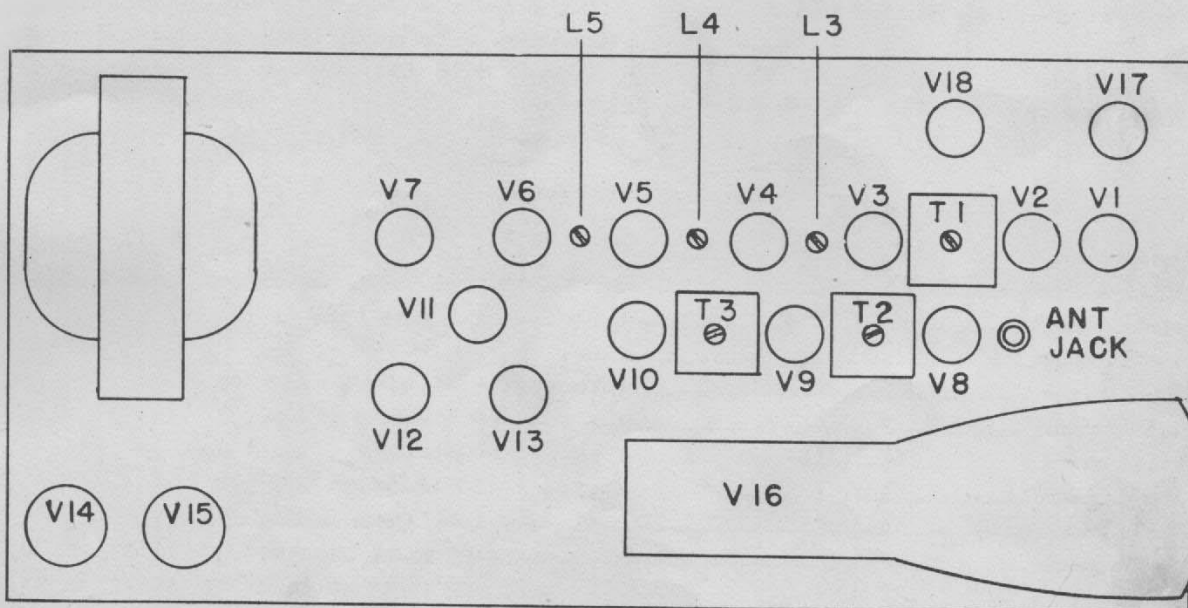 L5 L4 L3
V18 V17
V7 V6 V5 V4 V3 T1 V2 V1
V11 T3 T2 ANT
JACK
V10 V9 V8
V12 V13
V16
V14 V15